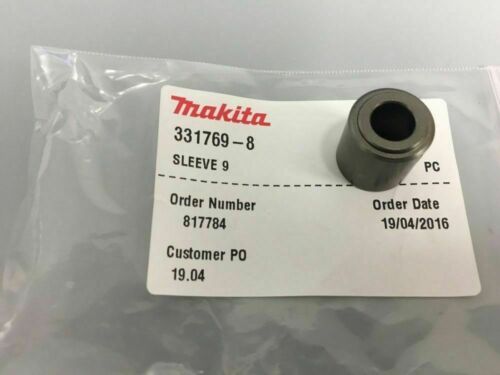 makita
331769-8
SLEEVE 9 PC
Order Number Order Date
817784 19/04/2016
Customer PO
19.04